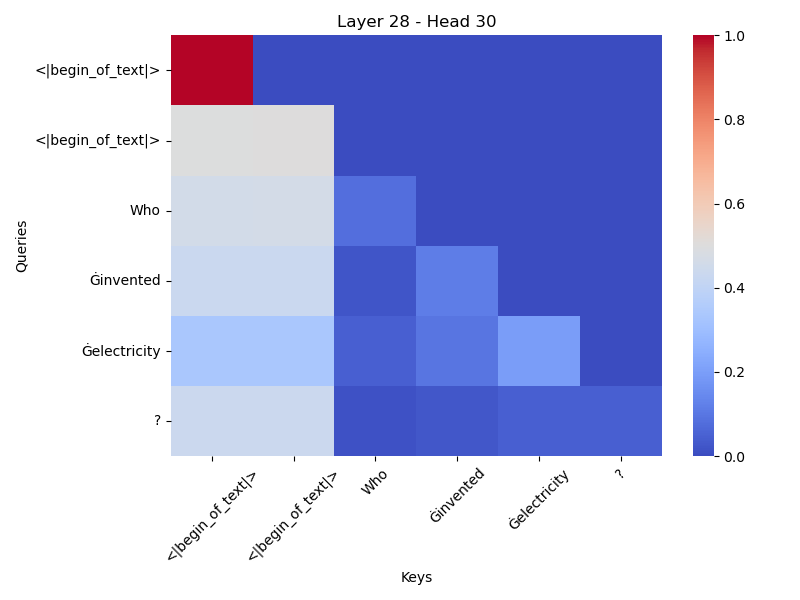 Layer 28 - Head 30
<|begin_of_text|>
<|begin_of_text|>
Who
Ġinvented
Ġelectricity
?
Queries
<|begin_of_text|>
<|begin_of_text|>
Who
Ġinvented
Ġelectricity
?
Keys
1.0
0.8
0.6
0.4
0.2
0.0